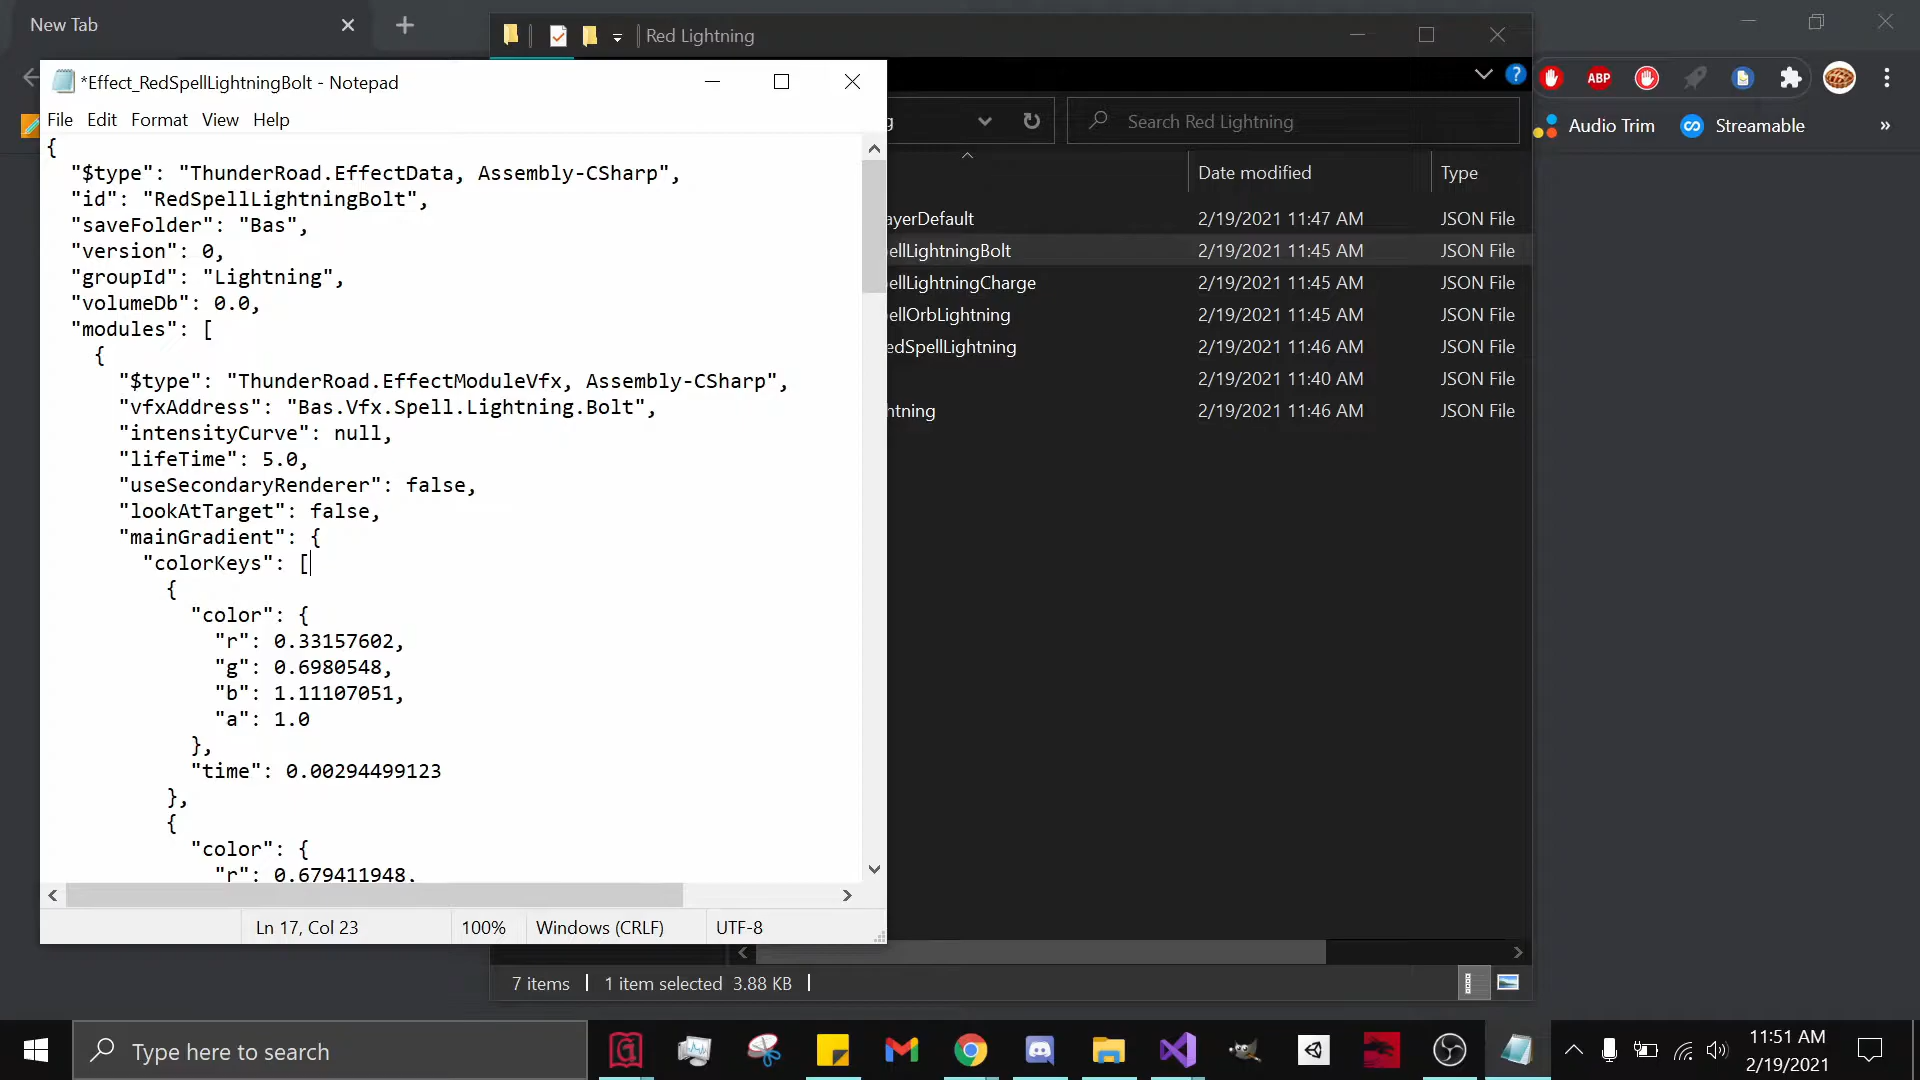 New Tab
Red Lightning
*Effect_RedSpellLightningBolt - Notepad
File Edit Format View Help
g
Search Red Lightning
ABP
Audio Trim
Streamable
»
Date modified
Type
ayerDefault 2/19/2021 11:47 AM JSON File
ellLightningBolt 2/19/2021 11:45 AM JSON File
ellLightningCharge 2/19/2021 11:45 AM JSON File
ellOrbLightning 2/19/2021 11:45 AM JSON File
edSpellLightning 2/19/2021 11:46 AM JSON File
2/19/2021 11:40 AM JSON File
htning 2/19/2021 11:46 AM JSON File
{
"$type": "ThunderRoad.EffectData, Assembly-CSharp",
"id": "RedSpellLightningBolt",
"saveFolder": "Bas",
"version": 0,
"groupId": "Lightning",
"volumeDb": 0.0,
"modules": [
{
"$type": "ThunderRoad.EffectModuleVfx, Assembly-CSharp",
"vfxAddress": "Bas.Vfx.Spell.Lightning.Bolt",
"intensityCurve": null,
"lifeTime": 5.0,
"useSecondaryRenderer": false,
"lookAtTarget": false,
"mainGradient": {
"colorKeys": [
{
"color": {
"r": 0.33157602,
"g": 0.6980548,
"b": 1.11107051,
"a": 1.0
},
"time": 0.00294499123
},
{
"color": {
"r": 0.679411948,
Ln 17, Col 23
100%
Windows (CRLF)
UTF-8
7 items
1 item selected 3.88 KB
Type here to search
11:51 AM
2/19/2021